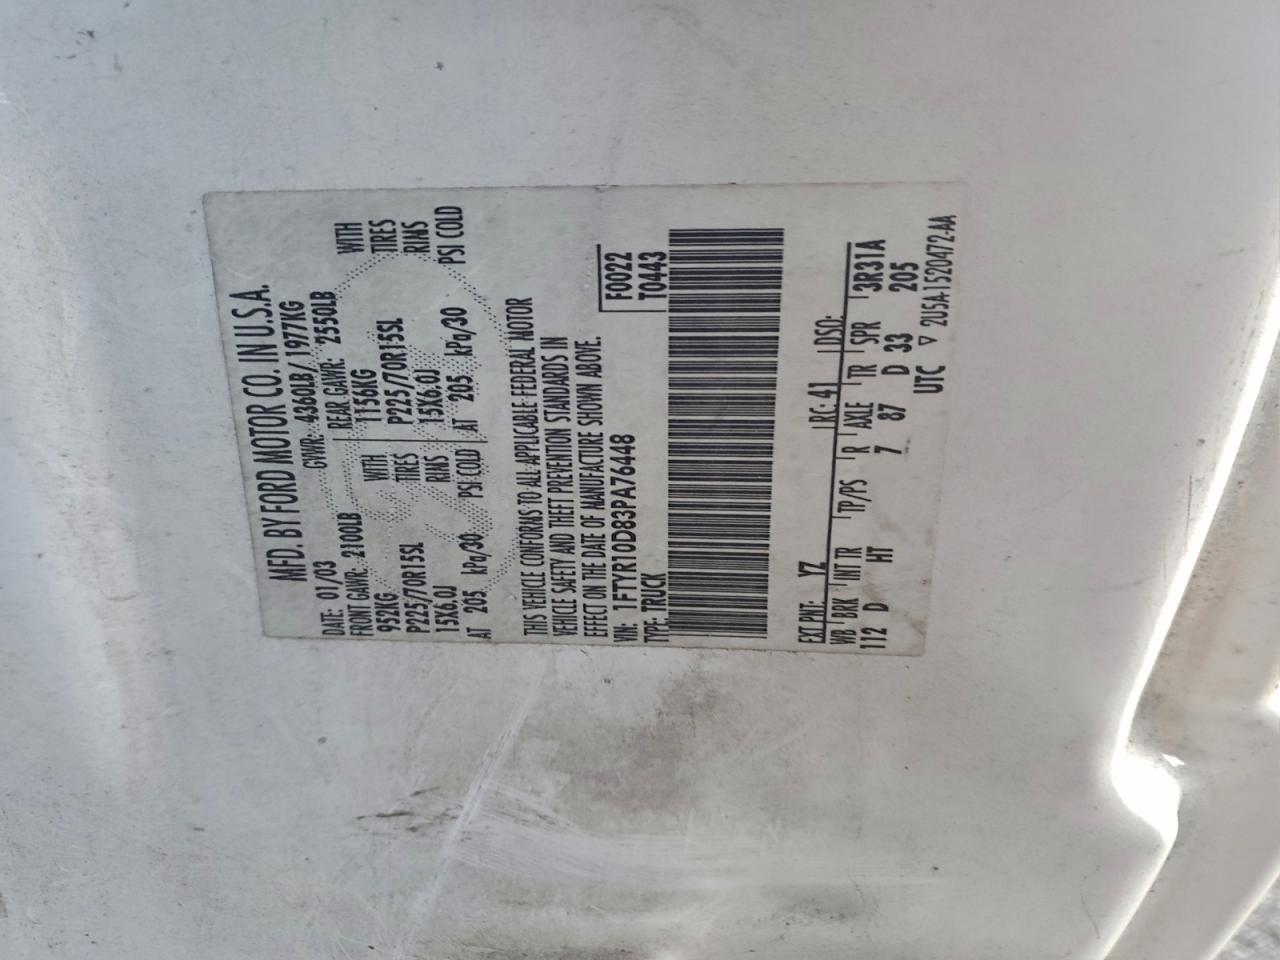 MFD. BY FORD MOTOR CO. IN U.S.A.
DATE: 01/03 GVWR: 4360LB/ 1977KG
FRONT GAWR: 2100LB REAR GAWR: 2550LB
952KG WITH 1156KG WITH
P225/70R15SL TIRES P225/70R15SL TIRES
15X6.0J RIMS 15X6.0J RIMS
AT 205 kPa/30 PSI COLD AT 205 kPa/30 PSI COLD
THIS VEHICLE CONFORMS TO ALL APPLICABLE FEDERAL MOTOR
VEHICLE SAFETY AND THEFT PREVENTION STANDARDS IN
EFFECT ON THE DATE OF MANUFACTURE SHOWN ABOVE.
VIN: 1FTYR10D83PA76448 F0022
TYPE: TRUCK T0443
EXT PNT: YZ RC: 41 DSO:
WB BRK INT TR TP/PS R AXLE TR SPR 3R31A
112 D HT 7 87 D 33 205
UTC ▽ 2U5A-1520472-AA